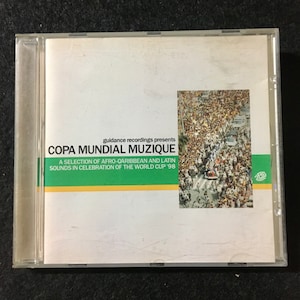 guidance recordings presents
COPA MUNDIAL MUZIQUE
A SELECTION OF AFRO-QARIBBEAN AND LATIN
SOUNDS IN CELEBRATION OF THE WORLD CUP '98